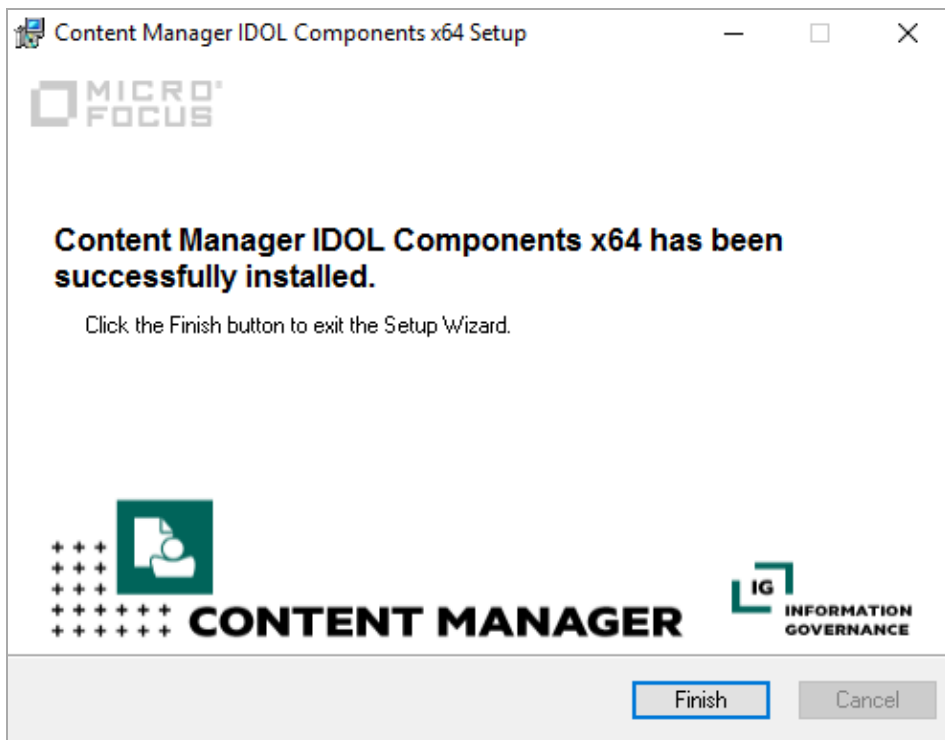 Content Manager IDOL Components x64 Setup
MICRO
FOCUS
Content Manager IDOL Components x64 has been
successfully installed.
Click the Finish button to exit the Setup Wizard.
CONTENT MANAGER
IG
INFORMATION
GOVERNANCE
Finish
Cancel